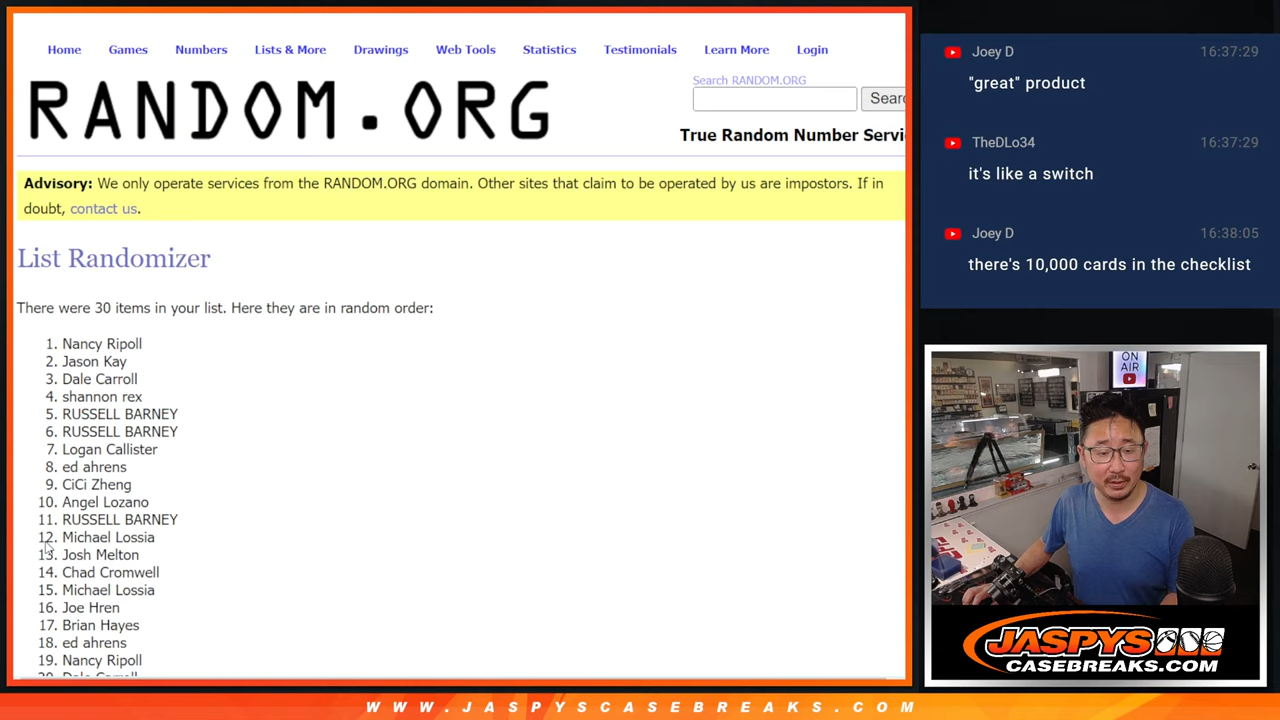 Home Games Numbers Lists & More Drawings Web Tools Statistics Testimonials Learn More Login
RANDOM.ORG
Search RANDOM.ORG
True Random Number Servi
Advisory: We only operate services from the RANDOM.ORG domain. Other sites that claim to be operated by us are impostors. If in
doubt, contact us.
List Randomizer
There were 30 items in your list. Here they are in random order:
1. Nancy Ripoll
2. Jason Kay
3. Dale Carroll
4. shannon rex
5. RUSSELL BARNEY
6. RUSSELL BARNEY
7. Logan Callister
8. ed ahrens
9. CiCi Zheng
10. Angel Lozano
11. RUSSELL BARNEY
12. Michael Lossia
13. Josh Melton
14. Chad Cromwell
15. Michael Lossia
16. Joe Hren
17. Brian Hayes
18. ed ahrens
19. Nancy Ripoll
20. Dale Carroll
Joey D 16:37:29
"great" product
TheDLo34 16:37:29
it's like a switch
Joey D 16:38:05
there's 10,000 cards in the checklist
ON
AIR
JASPYS
CASEBREAKS.COM
WWW.JASPYSCASEBREAKS.COM